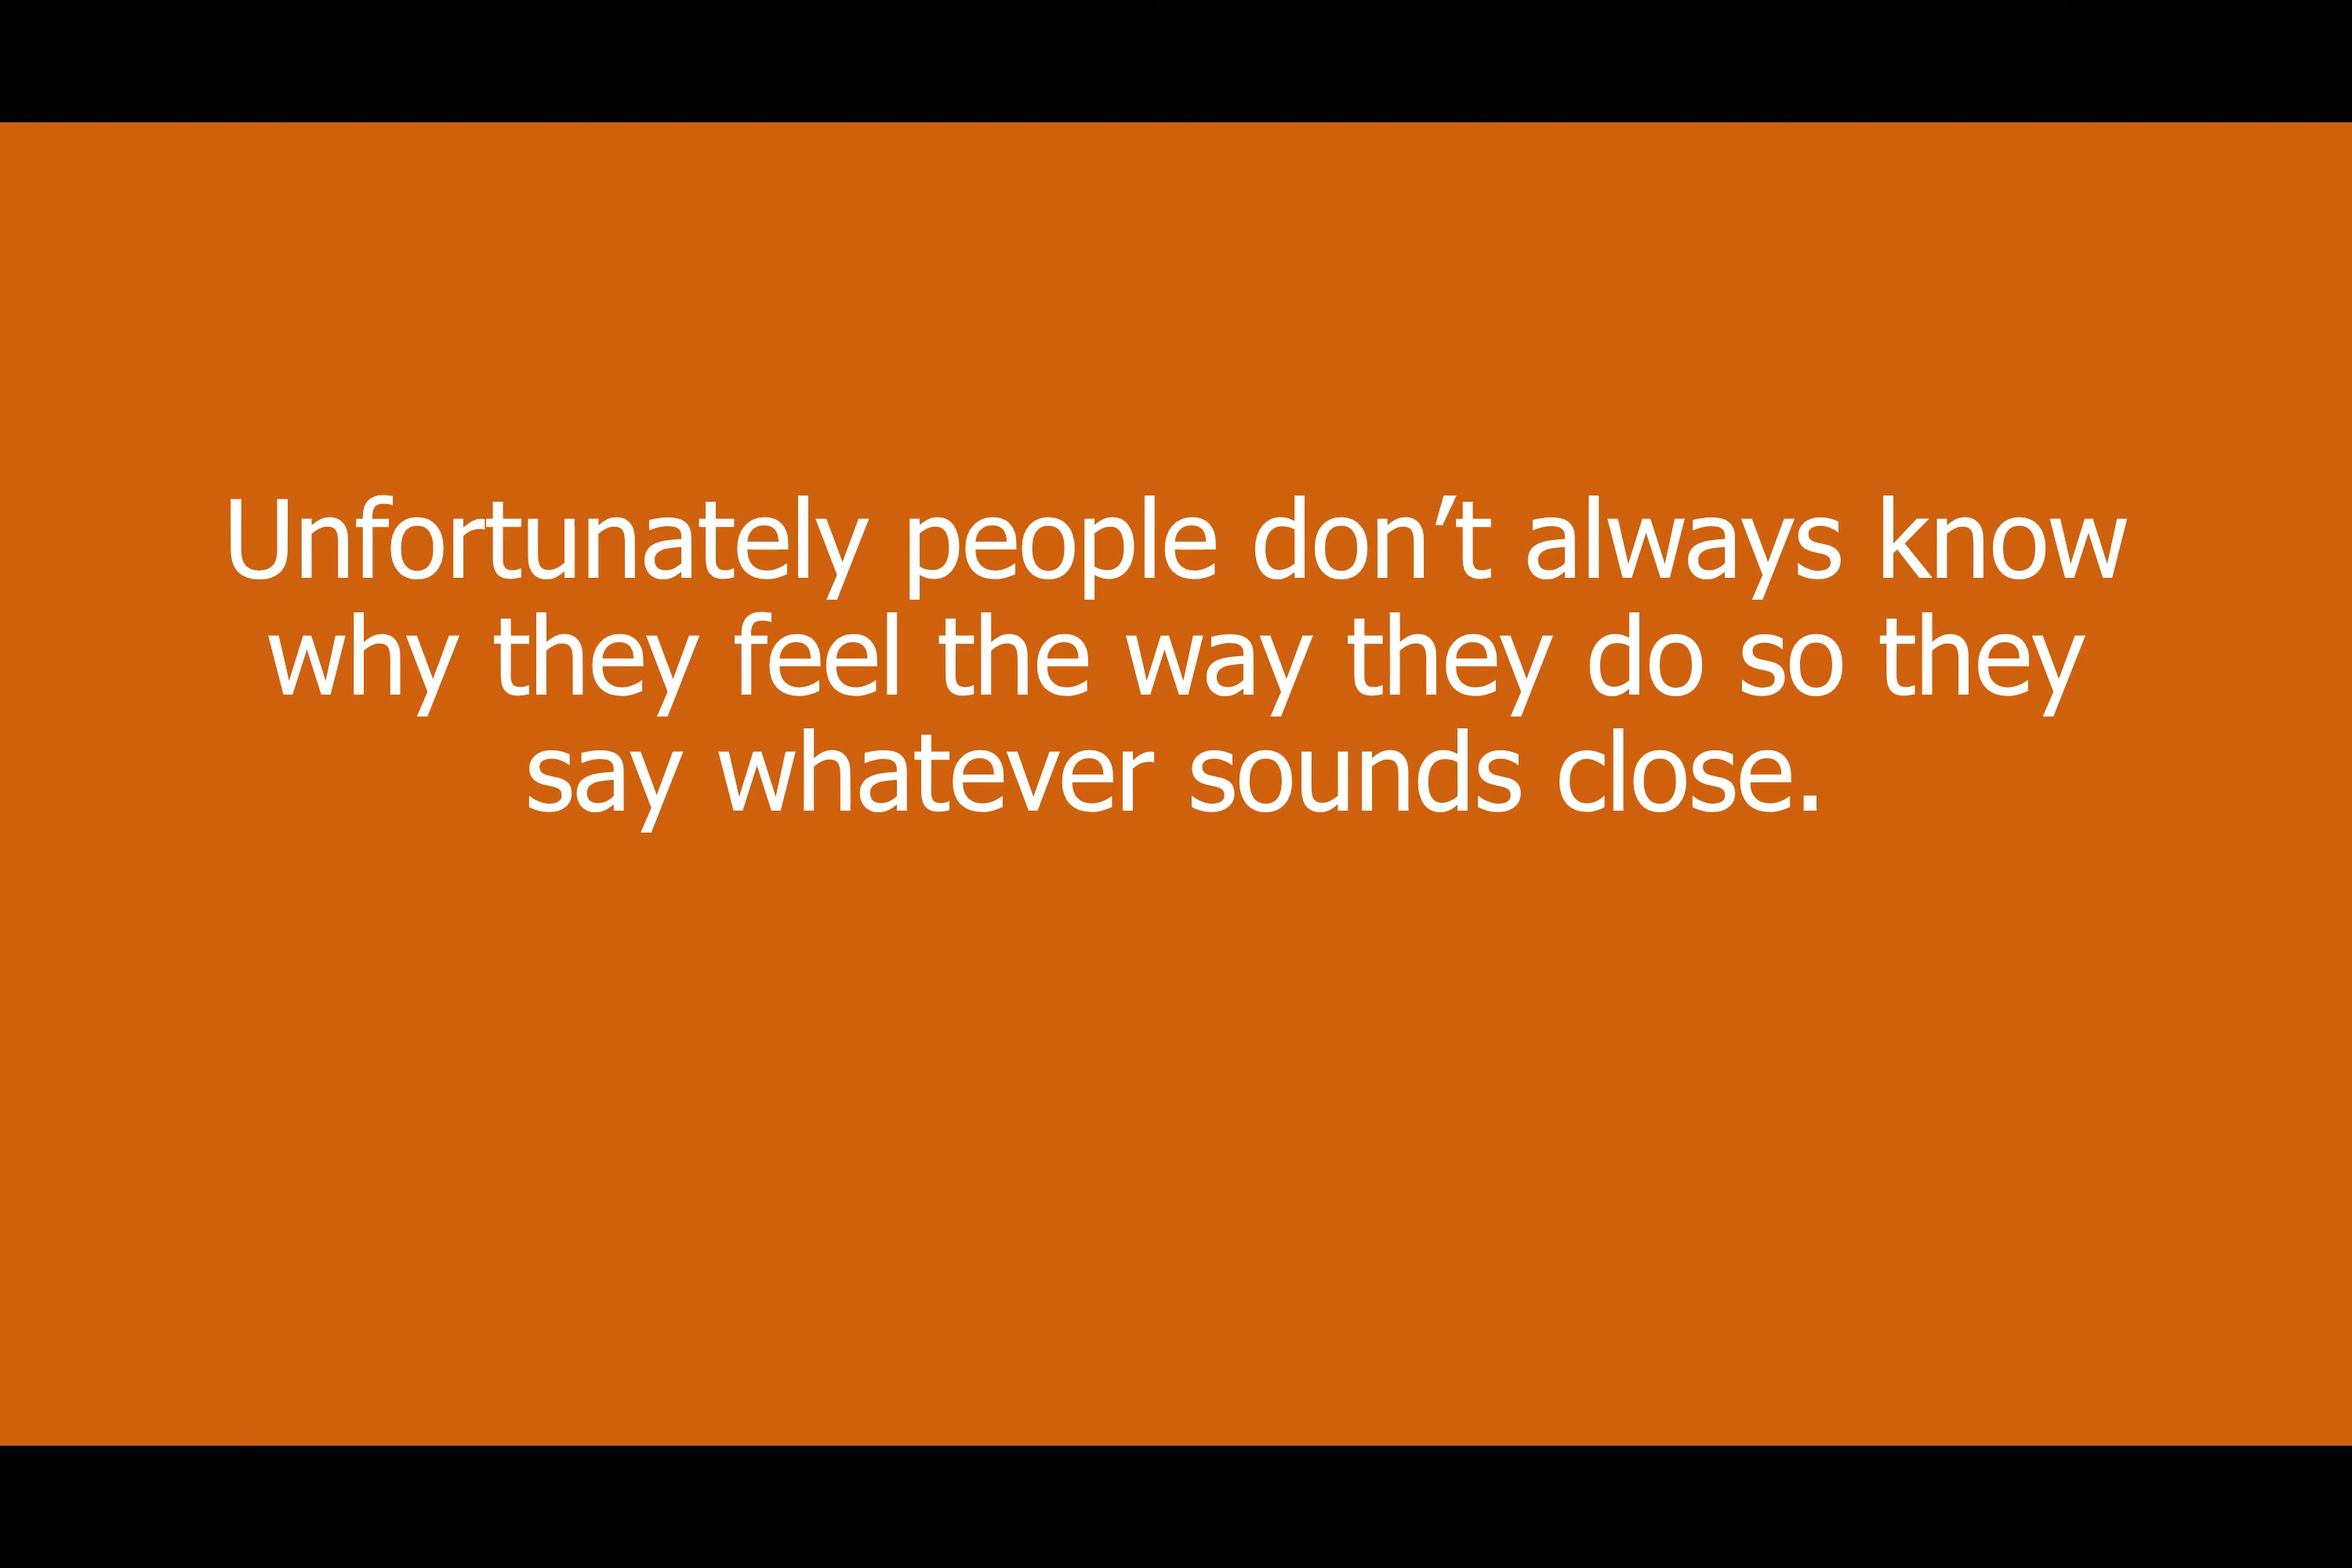 Unfortunately people don’t always know
why they feel the way they do so they
say whatever sounds close.